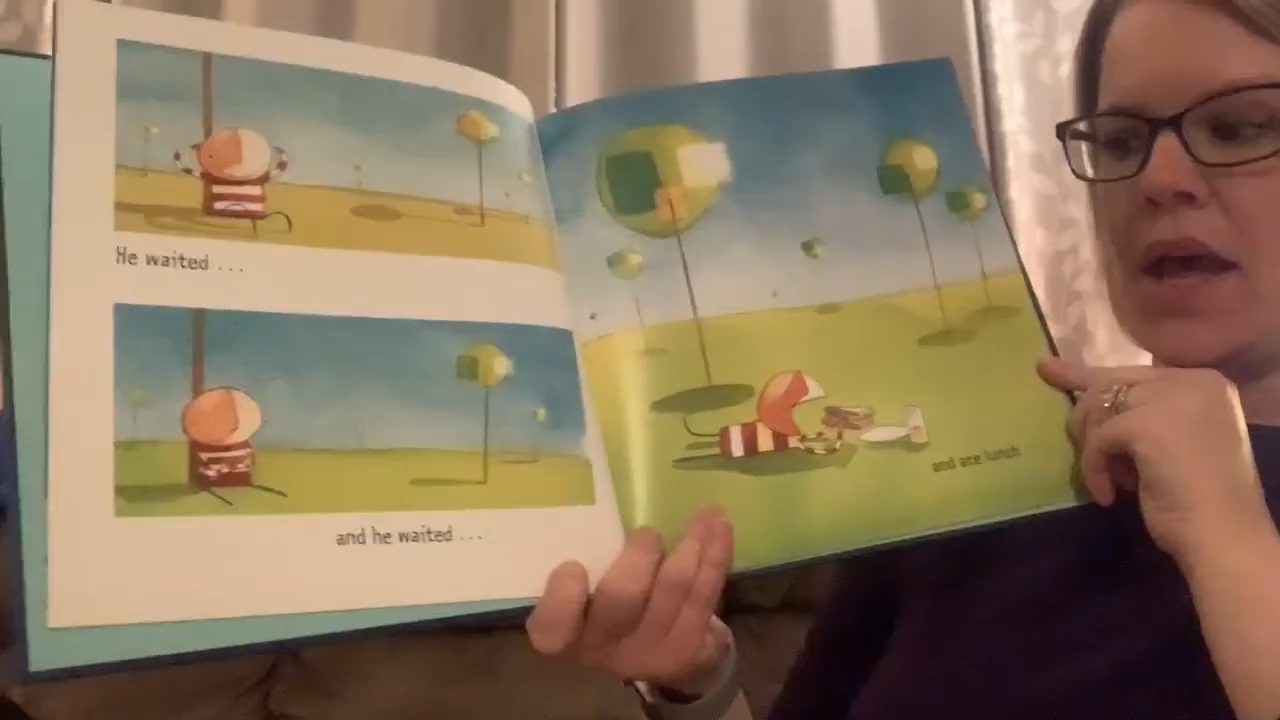 He waited ...
and he waited ...
and ate lunch